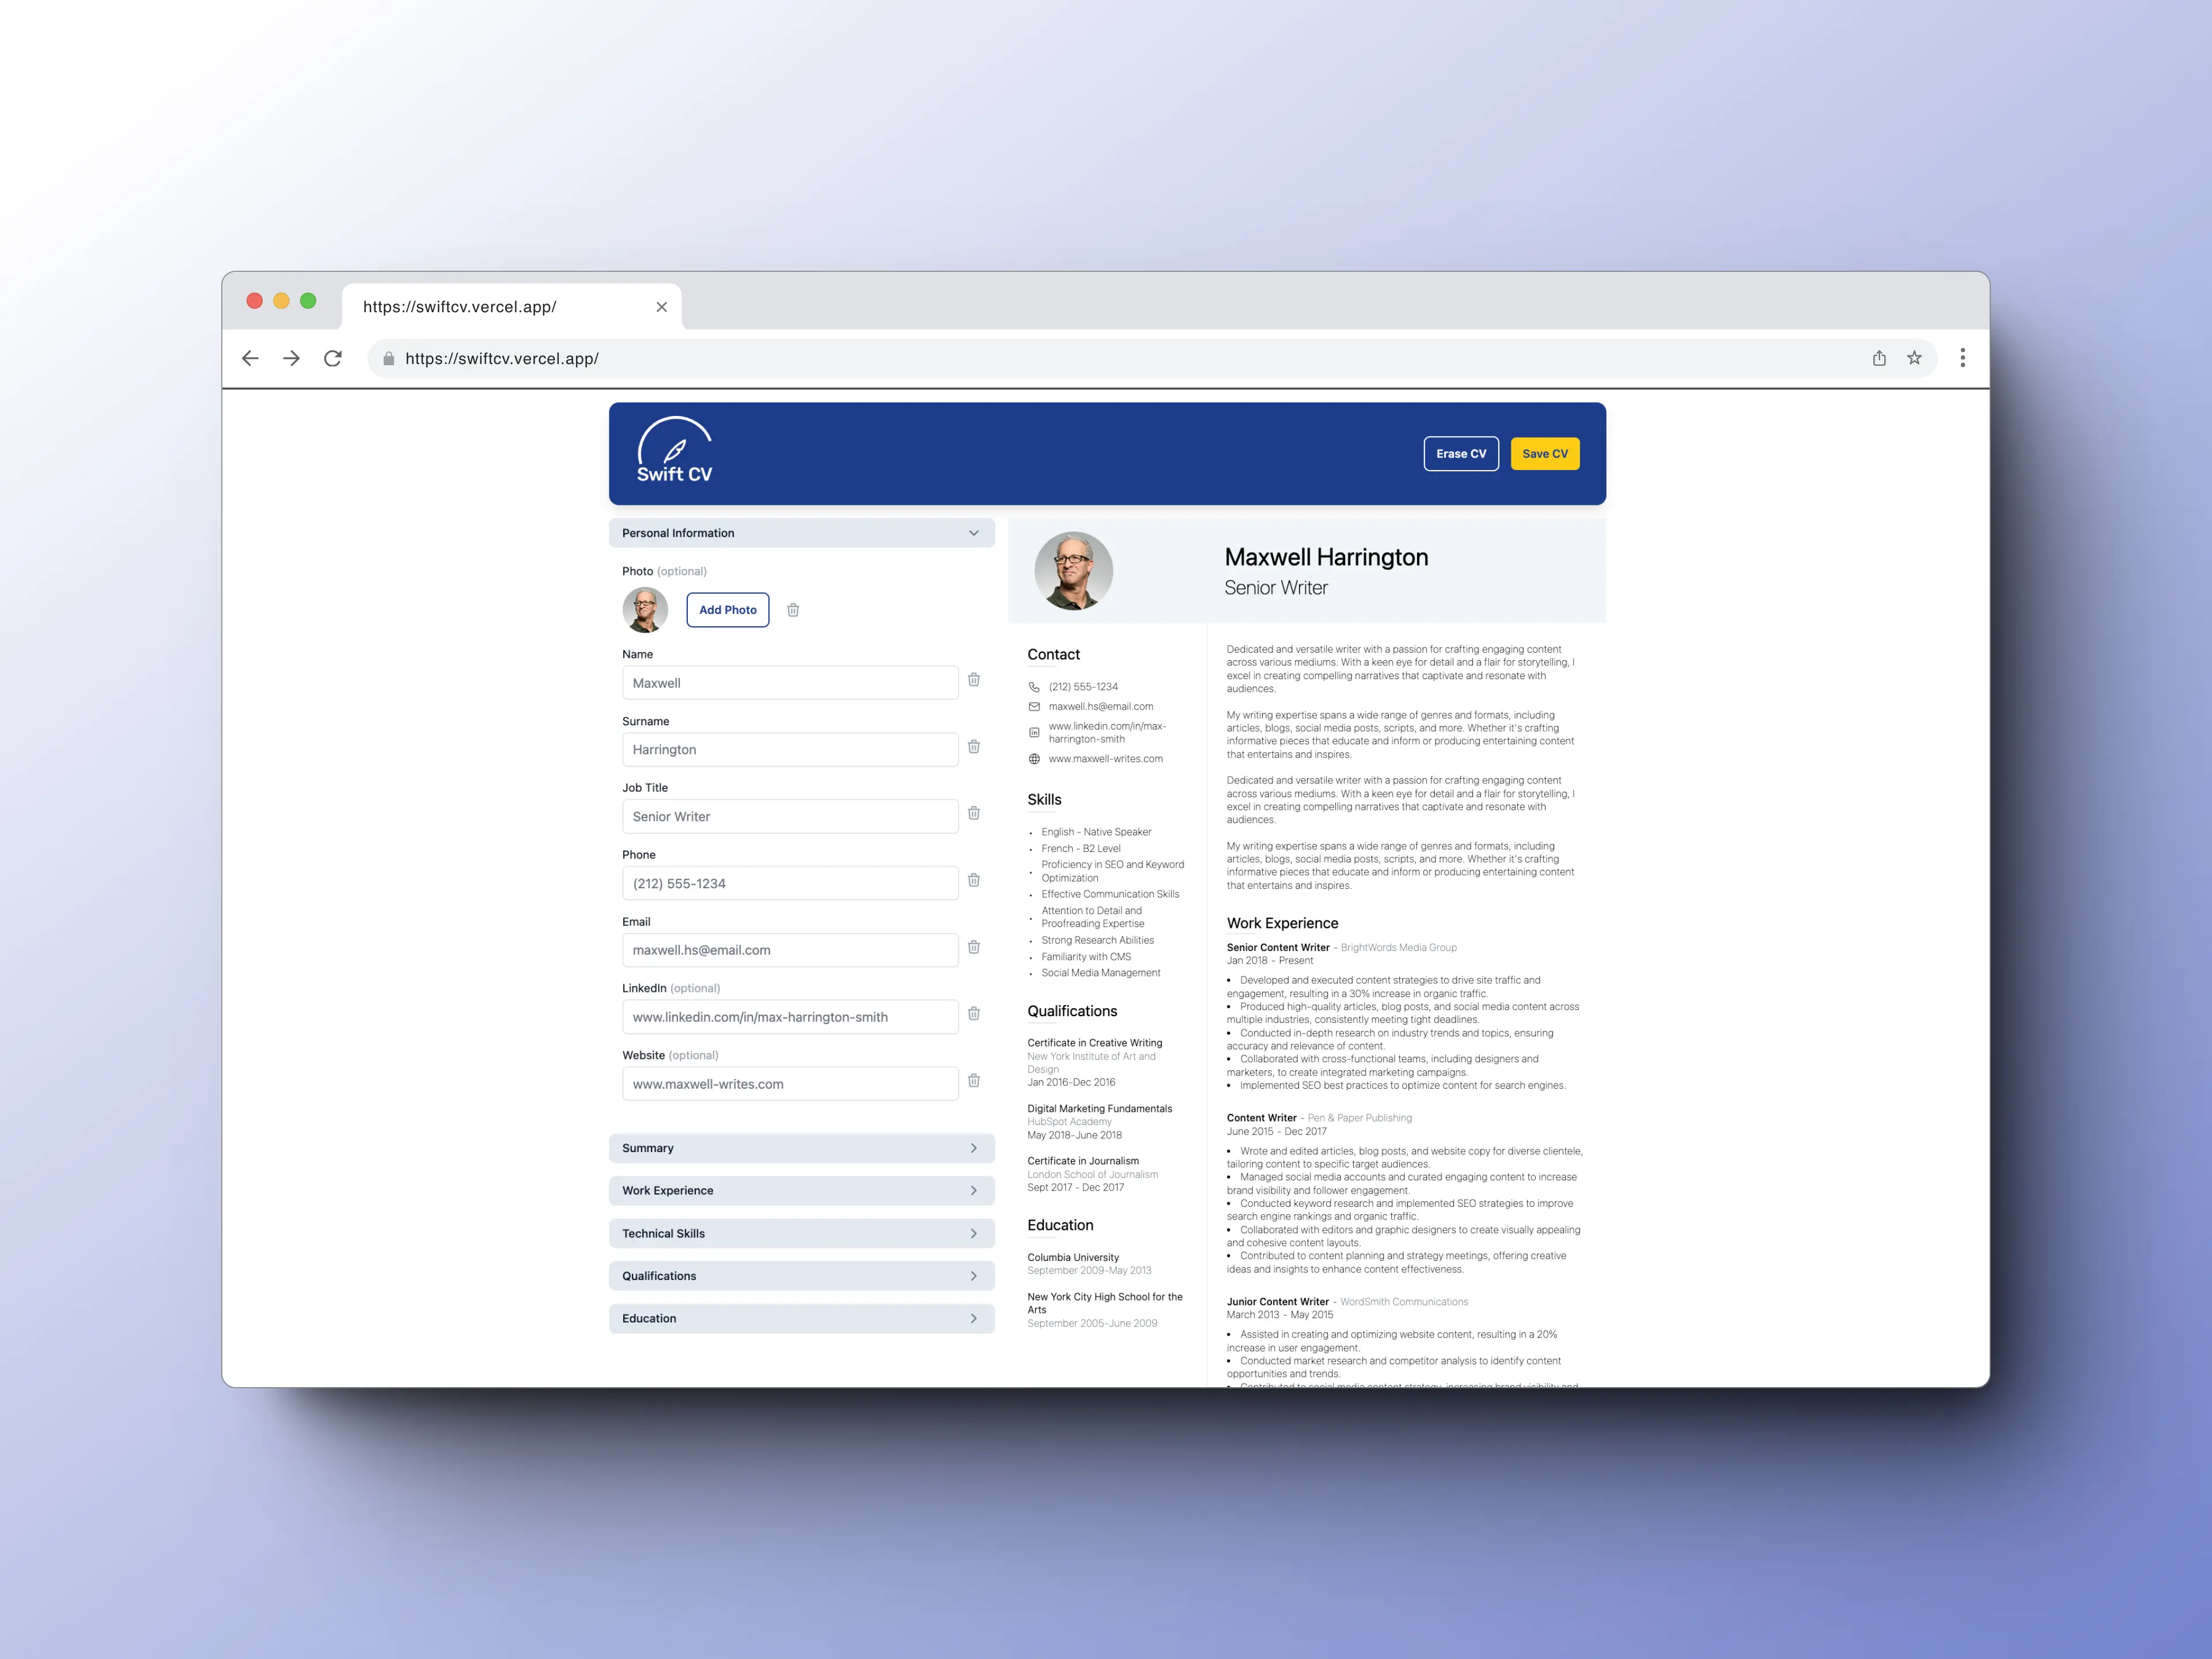 https://swiftcv.vercel.app/
https://swiftcv.vercel.app/
Swift CV
Erase CV
Save CV
Personal Information
Photo (optional)
Add Photo
Name
Maxwell
Surname
Harrington
Job Title
Senior Writer
Phone
(212) 555-1234
Email
maxwell.hs@email.com
LinkedIn (optional)
www.linkedin.com/in/max-harrington-smith
Website (optional)
www.maxwell-writes.com
Summary
Work Experience
Technical Skills
Qualifications
Education
Maxwell Harrington
Senior Writer
Contact
(212) 555-1234
maxwell.hs@email.com
www.linkedin.com/in/max-
harrington-smith
www.maxwell-writes.com
Skills
• English - Native Speaker
• French - B2 Level
• Proficiency in SEO and Keyword
Optimization
• Effective Communication Skills
• Attention to Detail and
Proofreading Expertise
• Strong Research Abilities
• Familiarity with CMS
• Social Media Management
Qualifications
Certificate in Creative Writing
New York Institute of Art and
Design
Jan 2016-Dec 2016
Digital Marketing Fundamentals
HubSpot Academy
May 2018-June 2018
Certificate in Journalism
London School of Journalism
Sept 2017 - Dec 2017
Education
Columbia University
September 2009-May 2013
New York City High School for the
Arts
September 2005-June 2009
Dedicated and versatile writer with a passion for crafting engaging content
across various mediums. With a keen eye for detail and a flair for storytelling, I
excel in creating compelling narratives that captivate and resonate with
audiences.
My writing expertise spans a wide range of genres and formats, including
articles, blogs, social media posts, scripts, and more. Whether it's crafting
informative pieces that educate and inform or producing entertaining content
that entertains and inspires.
Dedicated and versatile writer with a passion for crafting engaging content
across various mediums. With a keen eye for detail and a flair for storytelling, I
excel in creating compelling narratives that captivate and resonate with
audiences.
My writing expertise spans a wide range of genres and formats, including
articles, blogs, social media posts, scripts, and more. Whether it's crafting
informative pieces that educate and inform or producing entertaining content
that entertains and inspires.
Work Experience
Senior Content Writer - BrightWords Media Group
Jan 2018 - Present
• Developed and executed content strategies to drive site traffic and
engagement, resulting in a 30% increase in organic traffic.
• Produced high-quality articles, blog posts, and social media content across
multiple industries, consistently meeting tight deadlines.
• Conducted in-depth research on industry trends and topics, ensuring
accuracy and relevance of content.
• Collaborated with cross-functional teams, including designers and
marketers, to create integrated marketing campaigns.
• Implemented SEO best practices to optimize content for search engines.
Content Writer - Pen & Paper Publishing
June 2015 - Dec 2017
• Wrote and edited articles, blog posts, and website copy for diverse clientele,
tailoring content to specific target audiences.
• Managed social media accounts and curated engaging content to increase
brand visibility and follower engagement.
• Conducted keyword research and implemented SEO strategies to improve
search engine rankings and organic traffic.
• Collaborated with editors and graphic designers to create visually appealing
and cohesive content layouts.
• Contributed to content planning and strategy meetings, offering creative
ideas and insights to enhance content effectiveness.
Junior Content Writer - WordSmith Communications
March 2013 - May 2015
• Assisted in creating and optimizing website content, resulting in a 20%
increase in user engagement.
• Conducted market research and competitor analysis to identify content
opportunities and trends.
• Contributed to social media content strategy, increasing brand visibility and